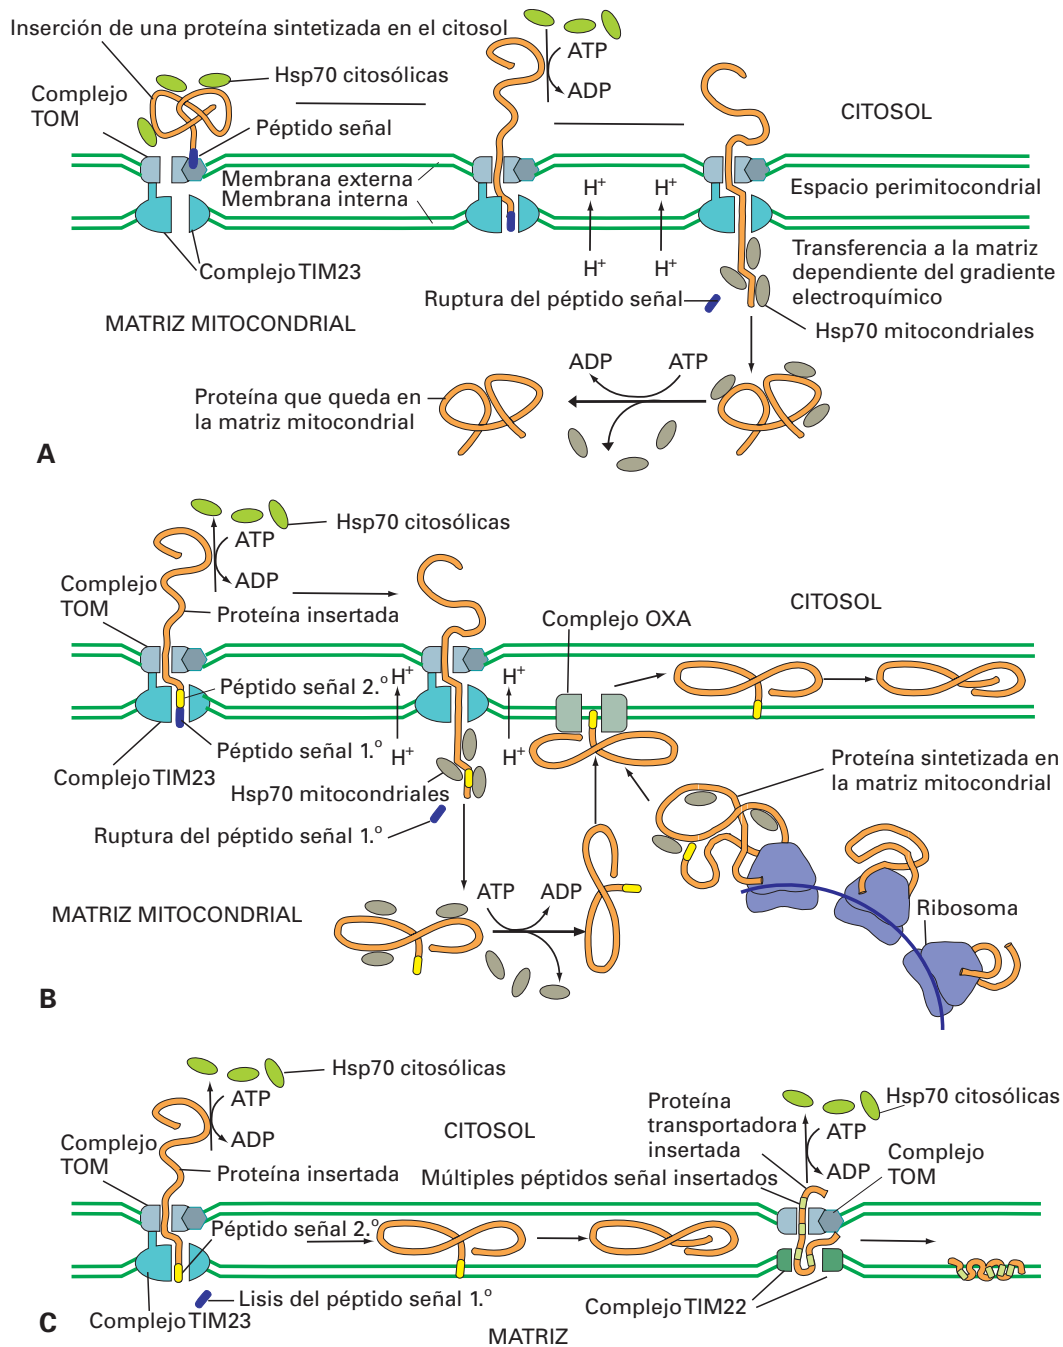 Inserción de una proteína sintetizada en el citosol
Hsp70 citosólicas
Complejo
TOM
Péptido señal
ATP
ADP
CITOSOL
Membrana externa
Membrana interna
H+
H+
Espacio perimitocondrial
Complejo TIM23
H+
H+
Transferencia a la matriz
dependiente del gradiente
electroquímico
Ruptura del péptido señal
MATRIZ MITOCONDRIAL
Hsp70 mitocondriales
ADP
ATP
Proteína que queda en
la matriz mitocondrial
A
Hsp70 citosólicas
ATP
ADP
Complejo
TOM
Proteína insertada
Complejo OXA
CITOSOL
Péptido señal 2.º
H+
H+
Péptido señal 1.º
H+
H+
Complejo TIM23
Hsp70 mitocondriales
Proteína sintetizada en
la matriz mitocondrial
Ruptura del péptido señal 1.º
ATP
ADP
MATRIZ MITOCONDRIAL
Ribosoma
B
Hsp70 citosólicas
ATP
ADP
Complejo
TOM
Proteína insertada
CITOSOL
Proteína
transportadora
insertada
Hsp70 citosólicas
ATP
ADP
Complejo
TOM
Múltiples péptidos señal insertados
Péptido señal 2.º
Lisis del péptido señal 1.º
Complejo TIM23
Complejo TIM22
MATRIZ
C